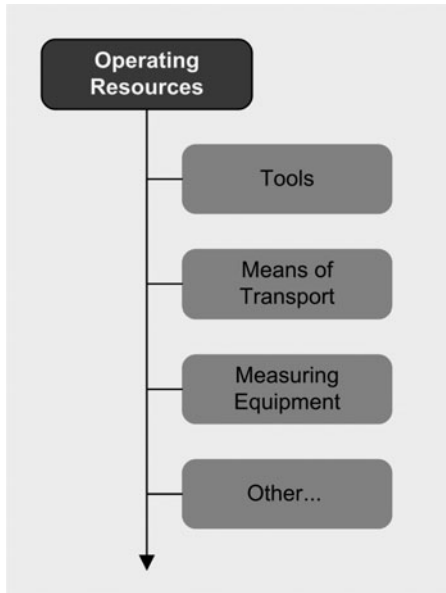 Operating
Resources
Tools
Means of
Transport
Measuring
Equipment
Other...